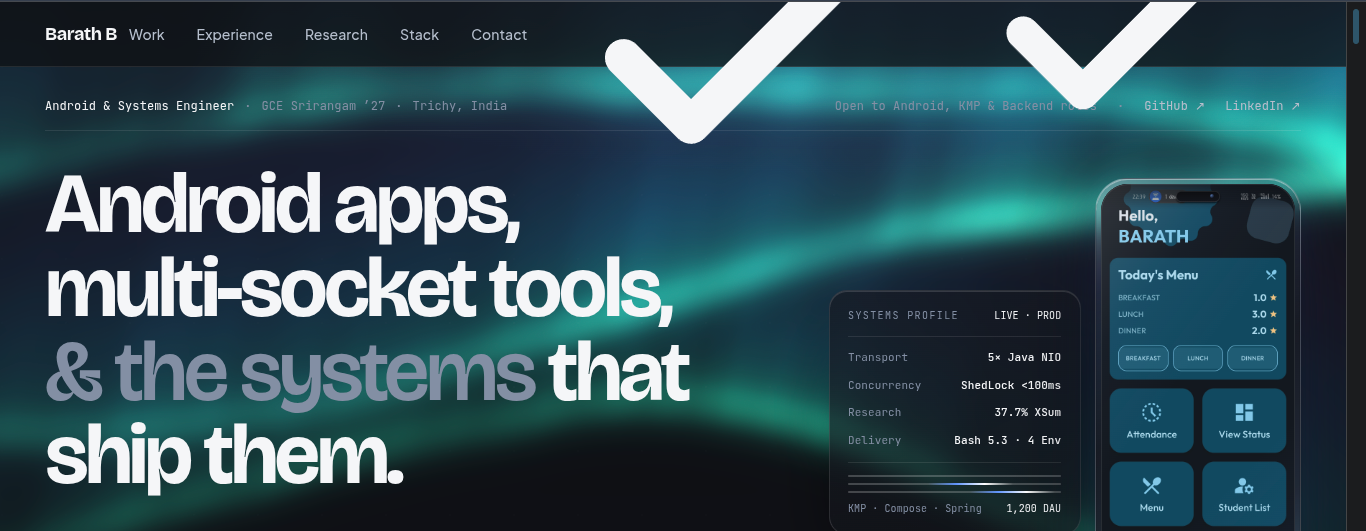 Barath B Work Experience Research Stack Contact
Android & Systems Engineer · GCE Srirangam ’27 · Trichy, India
Open to Android, KMP & Backend · GitHub ↗ LinkedIn ↗
Android apps,
multi-socket tools,
& the systems that
ship them.
SYSTEMS PROFILE LIVE · PROD
Transport 5× Java NIO
Concurrency ShedLock <100ms
Research 37.7% XSum
Delivery Bash 5.3 · 4 Env
KMP · Compose · Spring 1,200 DAU
Hello,
BARATH
Today's Menu
BREAKFAST 1.0 ★
LUNCH 3.0 ★
DINNER 2.0 ★
BREAKFAST LUNCH DINNER
Attendance View Status
Menu Student List